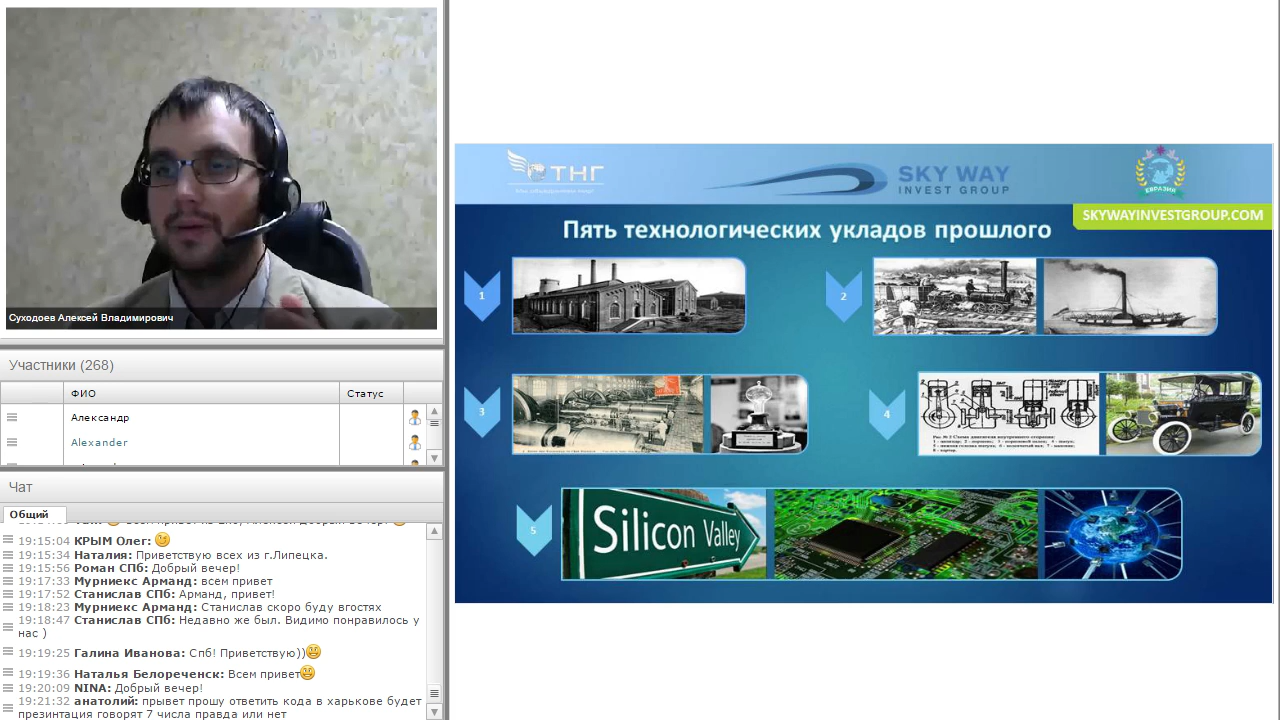 Суходоев Алексей Владимирович
Участники (268)
ФИО
Статус
Александр
Alexander
Чат
Общий
19:15:04 КРЫМ Олег:
19:15:34 Наталия: Приветствую всех из г.Липецка.
19:15:56 Роман СПб: Добрый вечер!
19:17:33 Мурниекс Арманд: всем привет
19:17:52 Станислав СПб: Арманд, привет!
19:18:23 Мурниекс Арманд: Станислав скоро буду вгостях
19:18:47 Станислав СПб: Недавно же был. Видимо понравилось у
нас )
19:19:25 Галина Иванова: Спб! Приветствую))
19:19:36 Наталья Белореченск: Всем привет
19:20:09 NINA: Добрый вечер!
19:21:32 анатолий: прывет прошу ответить кода в харькове будет
презинтация говорят 7 числа правда или нет
ТНГ
SKY WAY
INVEST GROUP
ЕВРАЗИЯ
SKYWAYINVESTGROUP.COM
Пять технологических укладов прошлого
1
2
3
4
5
Silicon Valley